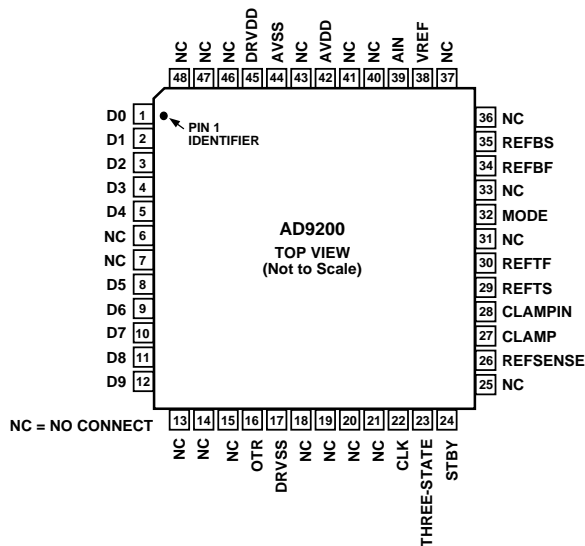 NC
NC
NC
DRVDD
AVSS
NC
AVDD
NC
NC
AIN
VREF
NC
48 47 46 45 44 43 42 41 40 39 38 37
D0 1
D1 2
D2 3
D3 4
D4 5
NC 6
NC 7
D5 8
D6 9
D7 10
D8 11
D9 12
PIN 1
IDENTIFIER
AD9200
TOP VIEW
(Not to Scale)
36 NC
35 REFBS
34 REFBF
33 NC
32 MODE
31 NC
30 REFTF
29 REFTS
28 CLAMPIN
27 CLAMP
26 REFSENSE
25 NC
NC = NO CONNECT
13 14 15 16 17 18 19 20 21 22 23 24
NC
NC
NC
OTR
DRVSS
NC
NC
NC
NC
CLK
THREE-STATE
STBY